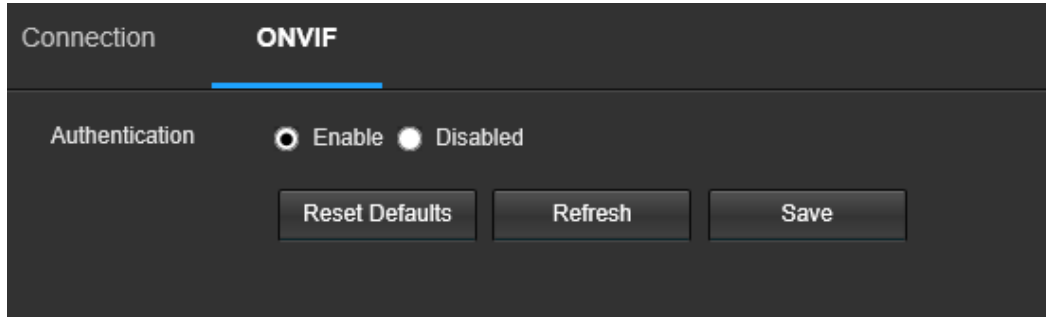 Connection ONVIF
Authentication Enable Disabled
Reset Defaults Refresh Save